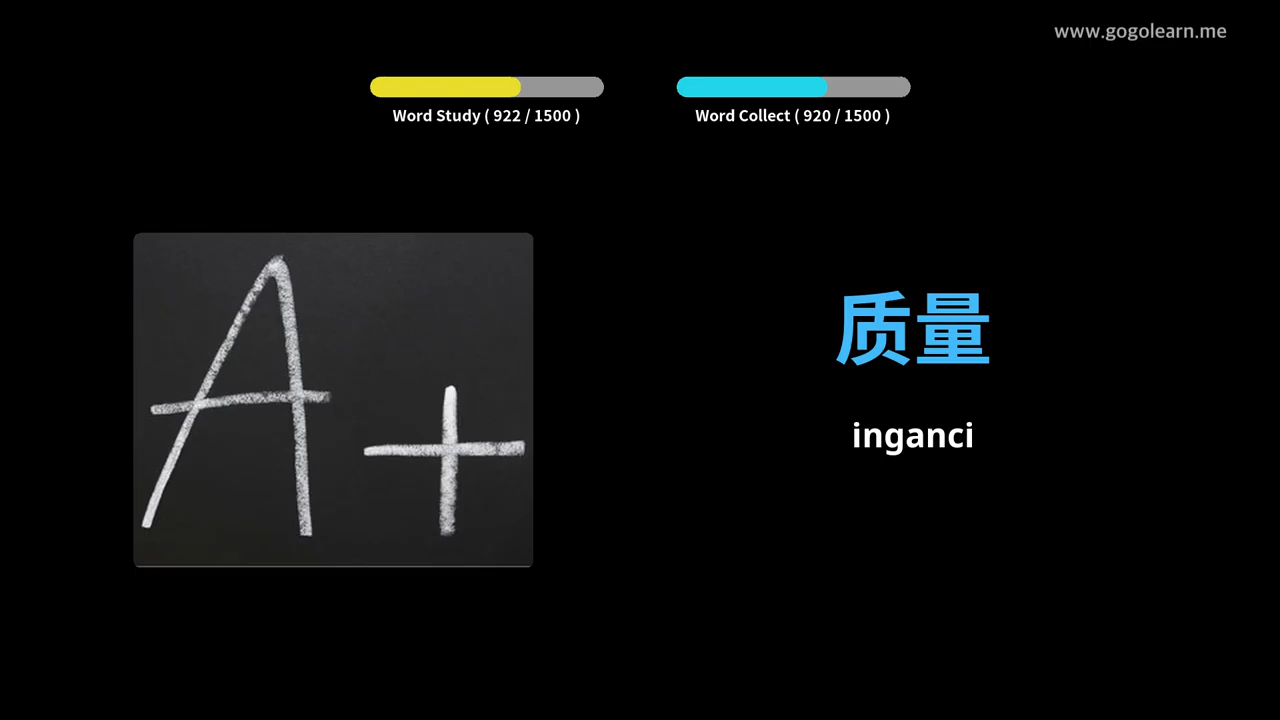 www.gogolearn.me
Word Study ( 922 / 1500 )
Word Collect ( 920 / 1500 )
A+
质量
inganci